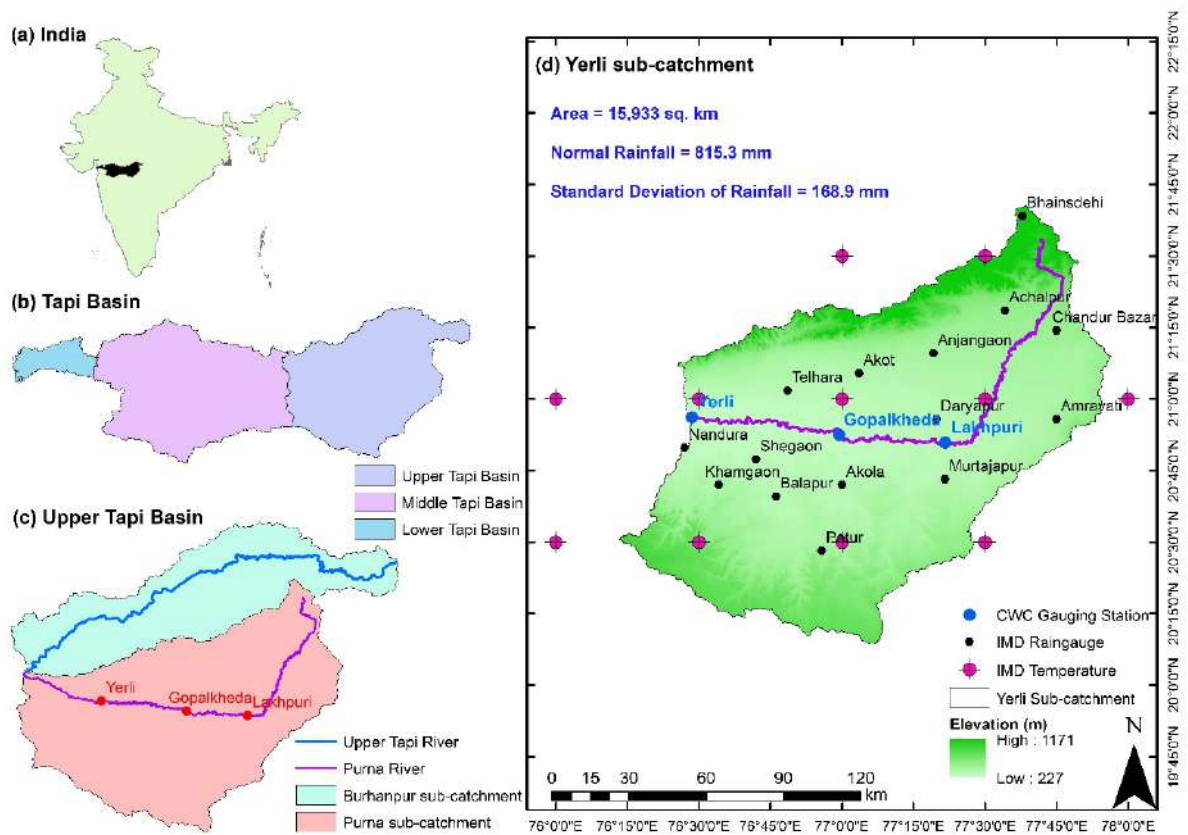 (a) India
(b) Tapi Basin
Upper Tapi Basin
Middle Tapi Basin
Lower Tapi Basin
(c) Upper Tapi Basin
Yerli
Gopalkheda
Lakhpuri
Upper Tapi River
Purna River
Burhanpur sub-catchment
Purna sub-catchment
(d) Yerli sub-catchment
Area = 15,933 sq. km
Normal Rainfall = 815.3 mm
Standard Deviation of Rainfall = 168.9 mm
Bhainsdehi
Achalpur
Chandur Bazar
Anjangaon
Akot
Telhara
Yerli
Daryapur
Amravati
Gopalkheda
Lakhpuri
Nandura
Shegaon
Khamgaon
Balapur
Akola
Murtajapur
Patur
CWC Gauging Station
IMD Raingauge
IMD Temperature
Yerli Sub-catchment
Elevation (m)
High : 1171
Low : 227
N
0 15 30 60 90 120
km
76°0'0"E 76°15'0"E 76°30'0"E 76°45'0"E 77°0'0"E 77°15'0"E 77°30'0"E 77°45'0"E 78°0'0"E
22°15'0"N
22°0'0"N
21°45'0"N
21°30'0"N
21°15'0"N
21°0'0"N
20°45'0"N
20°30'0"N
20°15'0"N
20°0'0"N
19°45'0"N